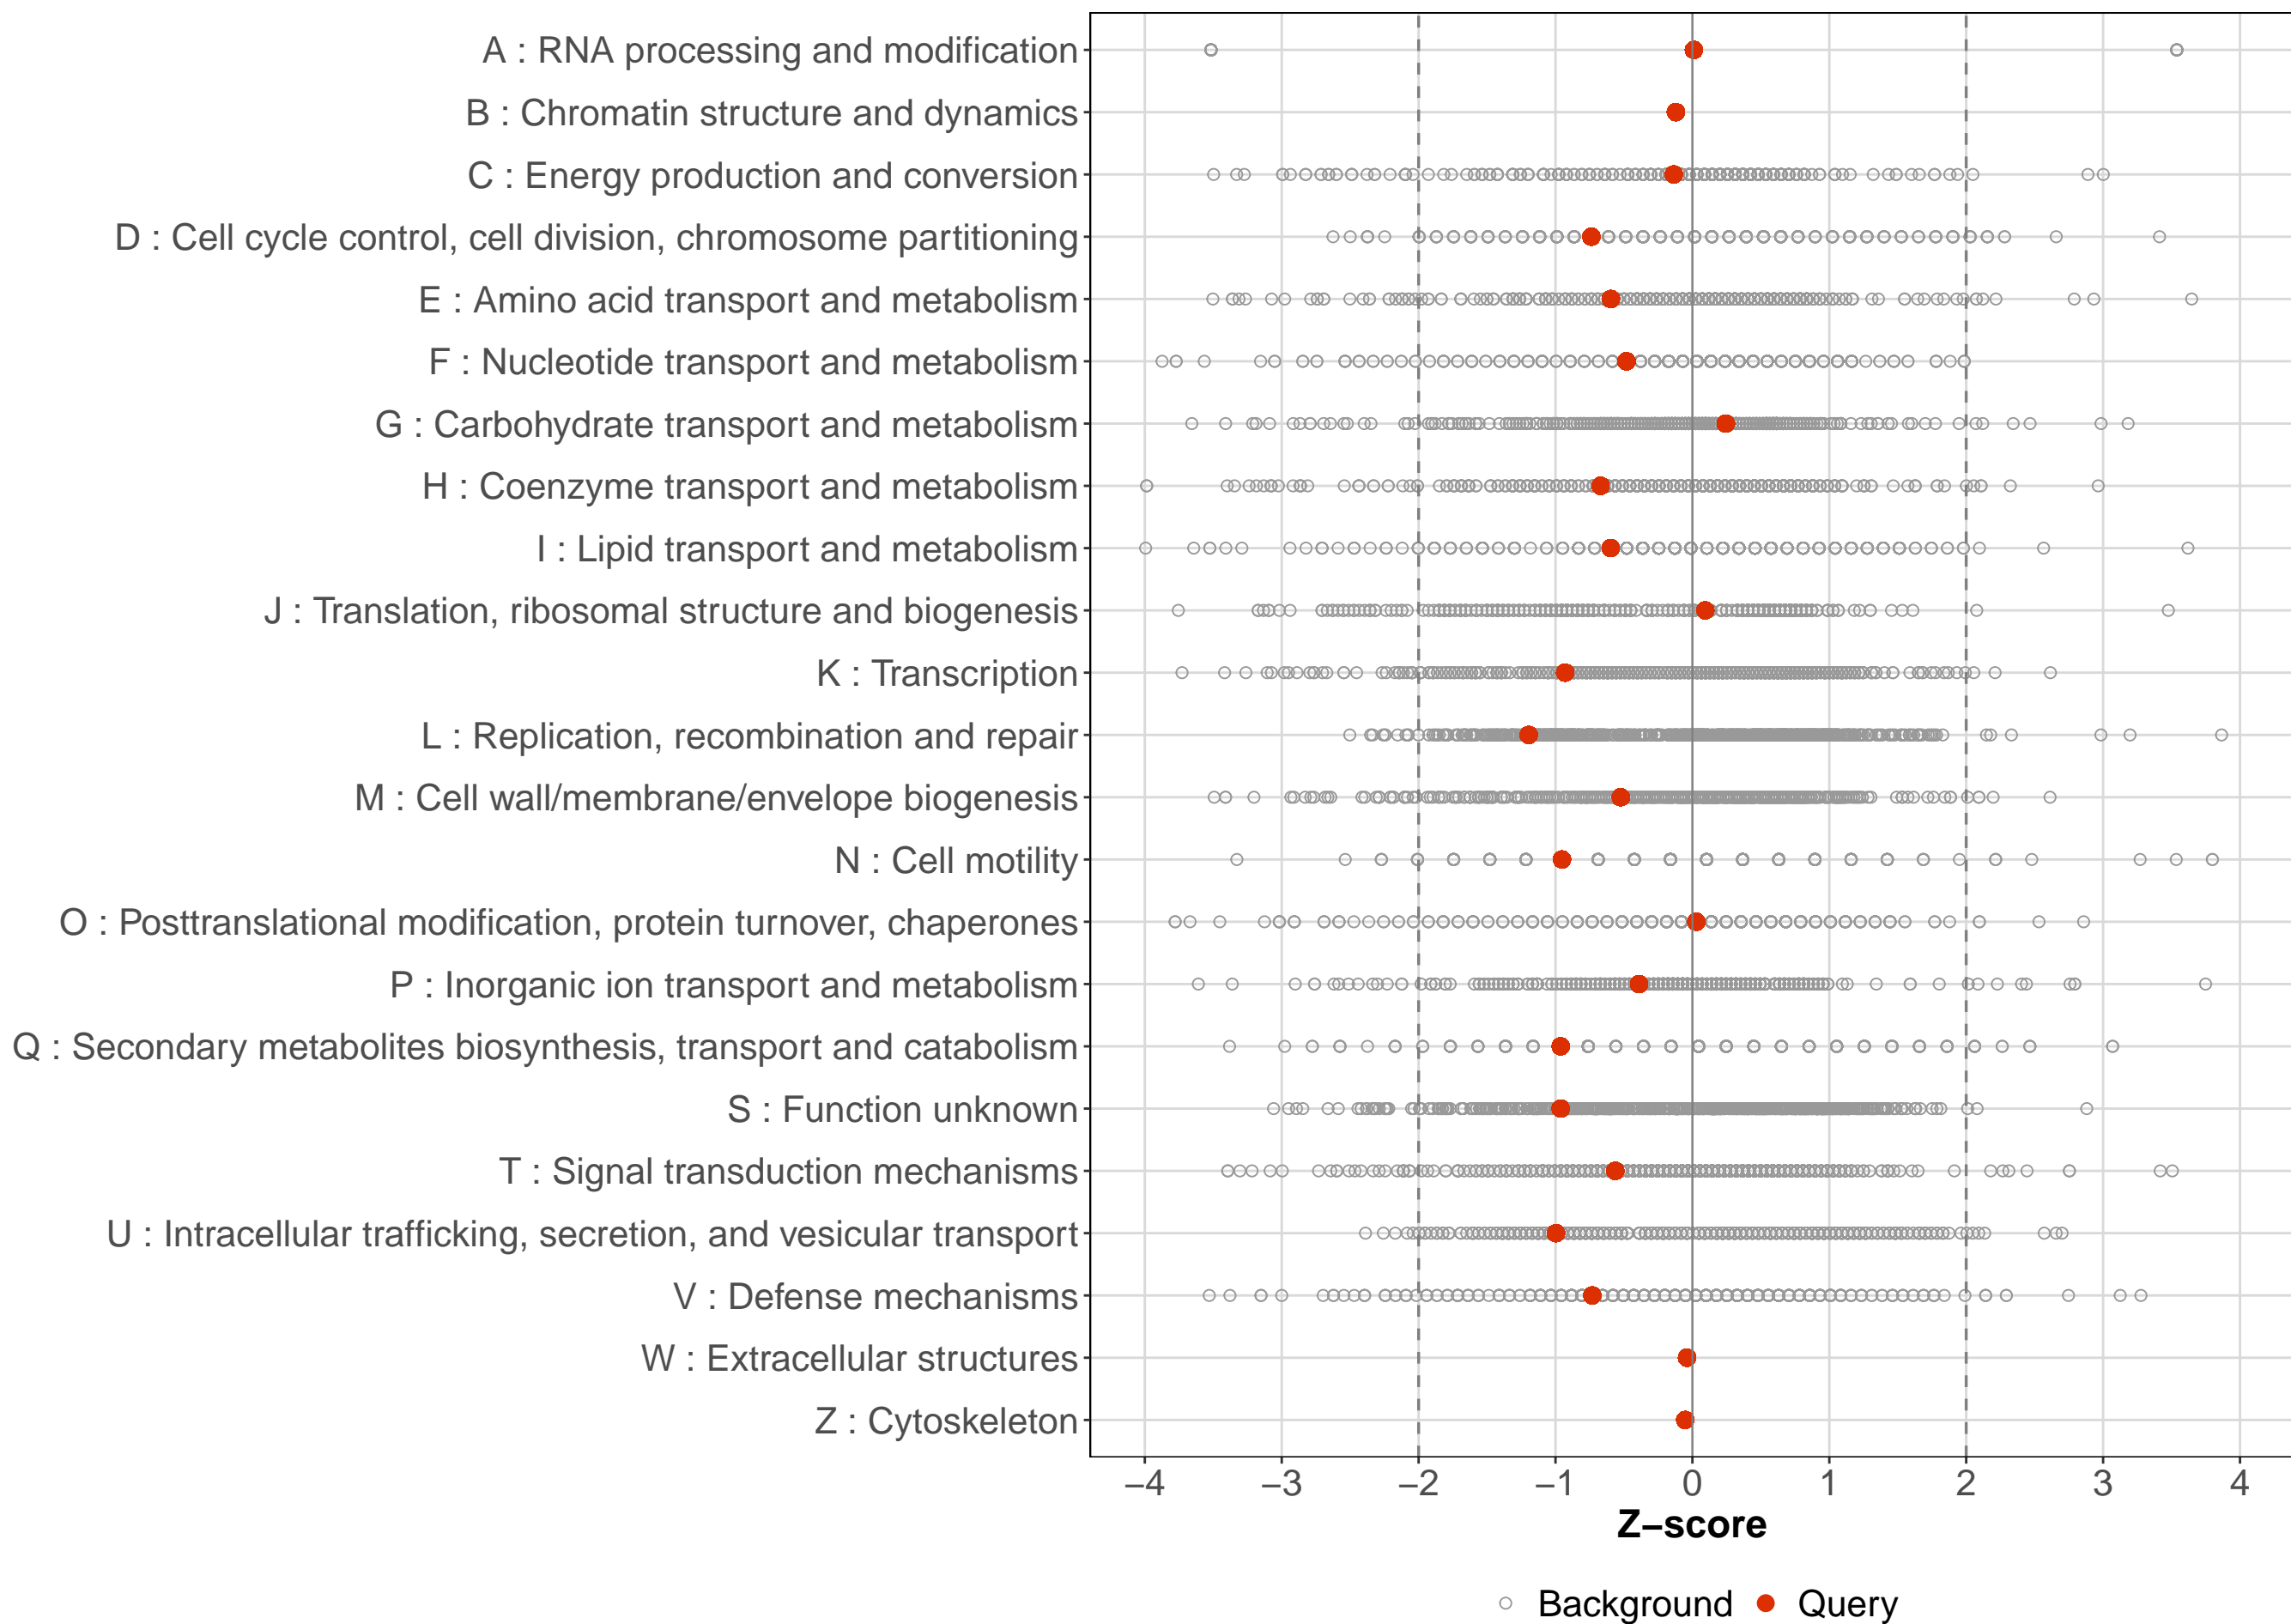 A : RNA processing and modification
B : Chromatin structure and dynamics
C : Energy production and conversion
D : Cell cycle control, cell division, chromosome partitioning
E : Amino acid transport and metabolism
F : Nucleotide transport and metabolism
G : Carbohydrate transport and metabolism
H : Coenzyme transport and metabolism
I : Lipid transport and metabolism
J : Translation, ribosomal structure and biogenesis
K : Transcription
L : Replication, recombination and repair
M : Cell wall/membrane/envelope biogenesis
N : Cell motility
O : Posttranslational modification, protein turnover, chaperones
P : Inorganic ion transport and metabolism
Q : Secondary metabolites biosynthesis, transport and catabolism
S : Function unknown
T : Signal transduction mechanisms
U : Intracellular trafficking, secretion, and vesicular transport
V : Defense mechanisms
W : Extracellular structures
Z : Cytoskeleton
−4 −3 −2 −1 0 1 2 3 4
Z−score
Background Query